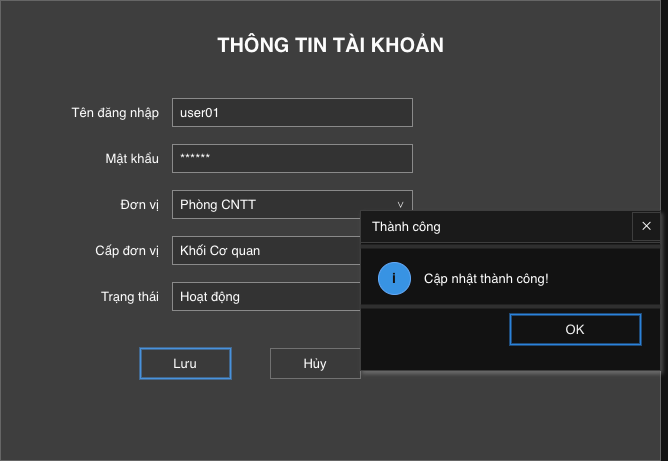 THÔNG TIN TÀI KHOẢN
Tên đăng nhập
user01
Mật khẩu
******
Đơn vị
Phòng CNTT
Cấp đơn vị
Khối Cơ quan
Trạng thái
Hoạt động
Lưu
Hủy
Thành công
Cập nhật thành công!
OK